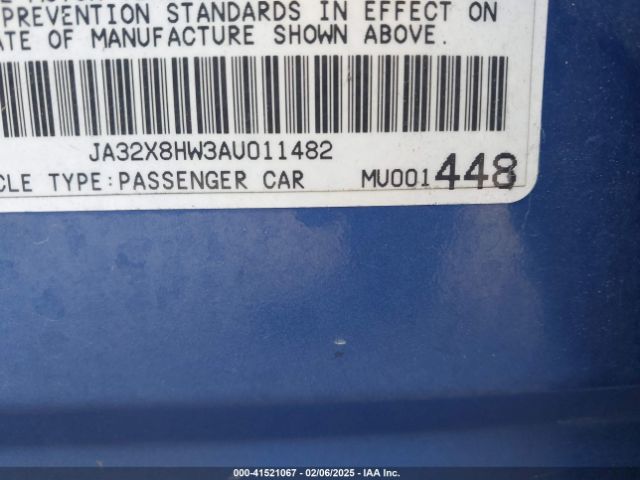 PREVENTION STANDARDS IN EFFECT ON
ATE OF MANUFACTURE SHOWN ABOVE.
JA32X8HW3AU011482
CLE TYPE:PASSENGER CAR MU001448
000-41521067 - 02/06/2025 - IAA Inc.